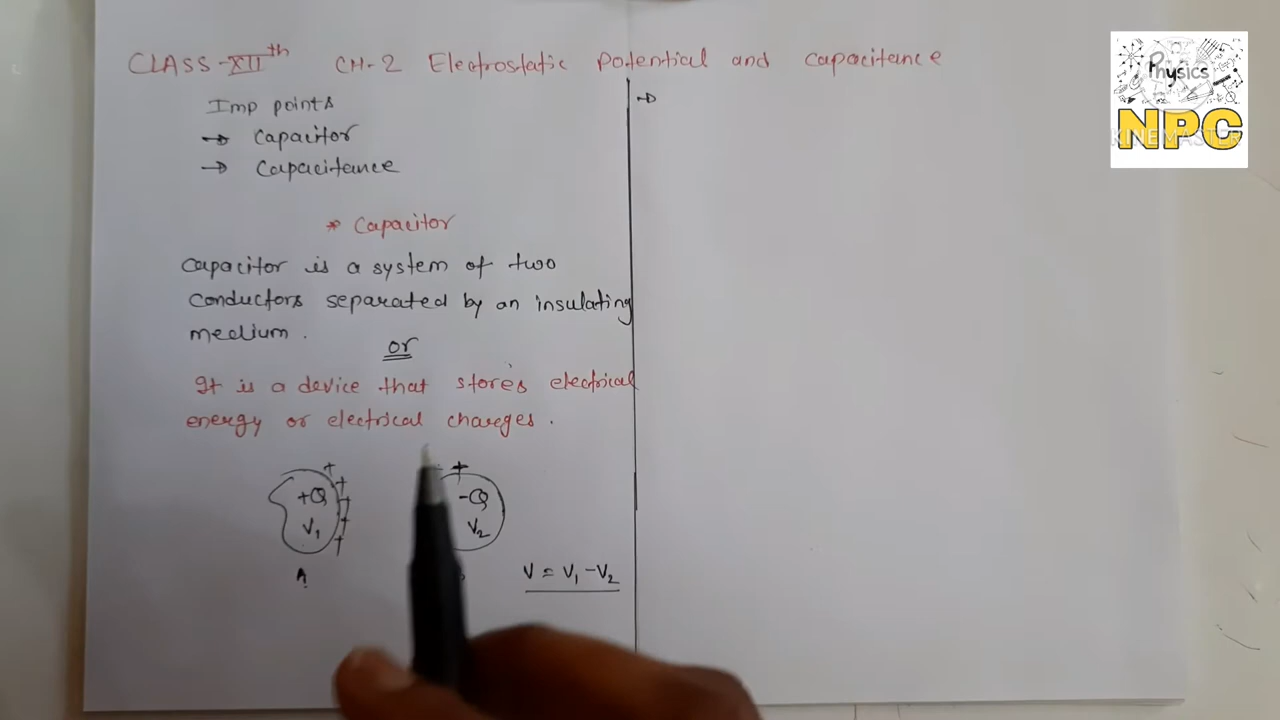 CLASS-XIIth CH-2 Electrostatic Potential and capacitance
Imp points
→ Capacitor
→ Capacitance
* Capacitor
Capacitor is a system of two
conductors separated by an insulating
medium.
or
It is a device that stores electrical
energy or electrical charges.
+ + + + +
+Q
V1
A
+
-Q
V2
V = V1 - V2
→
Physics
NPC
KINEMASTER